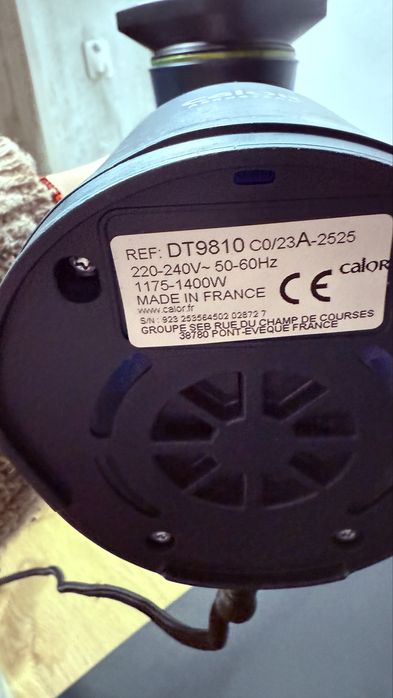 REF: DT9810 C0/23A-2525
220-240V~ 50-60Hz
1175-1400W
MADE IN FRANCE
www.calor.fr
CE
calor
S/N : 923 253564502 02872 7
GROUPE SEB RUE DU CHAMP DE COURSES
38780 PONT-EVEQUE FRANCE